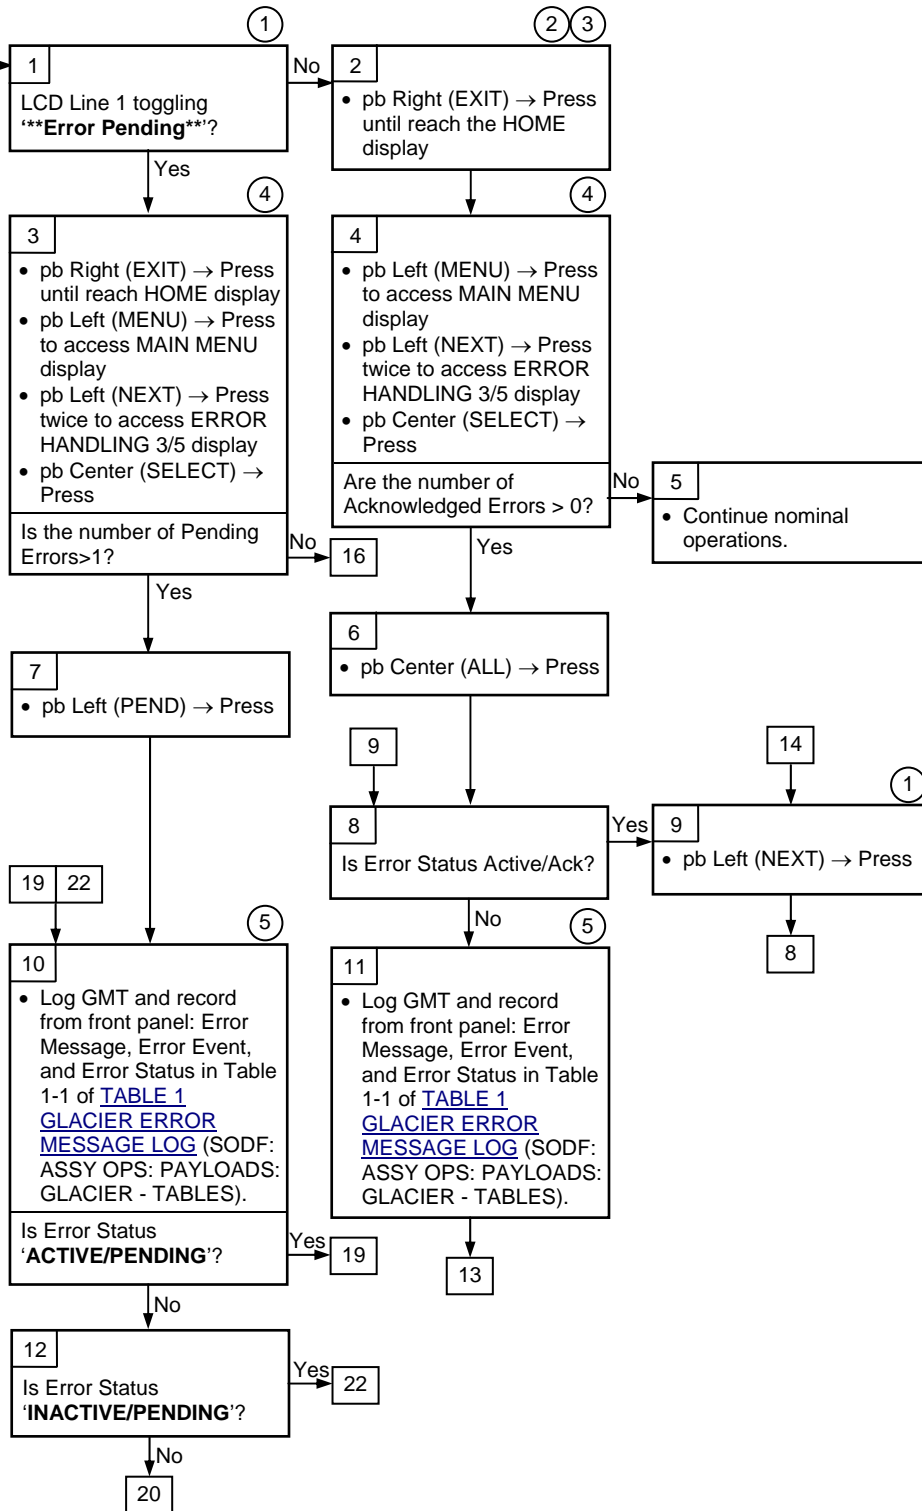 1
2 3
1
LCD Line 1 toggling
‘**Error Pending**’?
No
2
• pb Right (EXIT) → Press
until reach the HOME
display
Yes
4
4
3
• pb Right (EXIT) → Press
until reach HOME display
• pb Left (MENU) → Press
to access MAIN MENU
display
• pb Left (NEXT) → Press
twice to access ERROR
HANDLING 3/5 display
• pb Center (SELECT) →
Press
Is the number of Pending
Errors>1?
No
16
Yes
4
• pb Left (MENU) → Press
to access MAIN MENU
display
• pb Left (NEXT) → Press
twice to access ERROR
HANDLING 3/5 display
• pb Center (SELECT) →
Press
Are the number of
Acknowledged Errors > 0?
No
5
• Continue nominal
operations.
Yes
6
• pb Center (ALL) → Press
7
• pb Left (PEND) → Press
9
14
1
8
Is Error Status Active/Ack?
Yes
9
• pb Left (NEXT) → Press
8
No
19 22
5
5
10
• Log GMT and record
from front panel: Error
Message, Error Event,
and Error Status in Table
1-1 of TABLE 1
GLACIER ERROR
MESSAGE LOG (SODF:
ASSY OPS: PAYLOADS:
GLACIER - TABLES).
Is Error Status
‘ACTIVE/PENDING’?
Yes
19
No
11
• Log GMT and record
from front panel: Error
Message, Error Event,
and Error Status in Table
1-1 of TABLE 1
GLACIER ERROR
MESSAGE LOG (SODF:
ASSY OPS: PAYLOADS:
GLACIER - TABLES).
13
12
Is Error Status
‘INACTIVE/PENDING’?
Yes
22
No
20